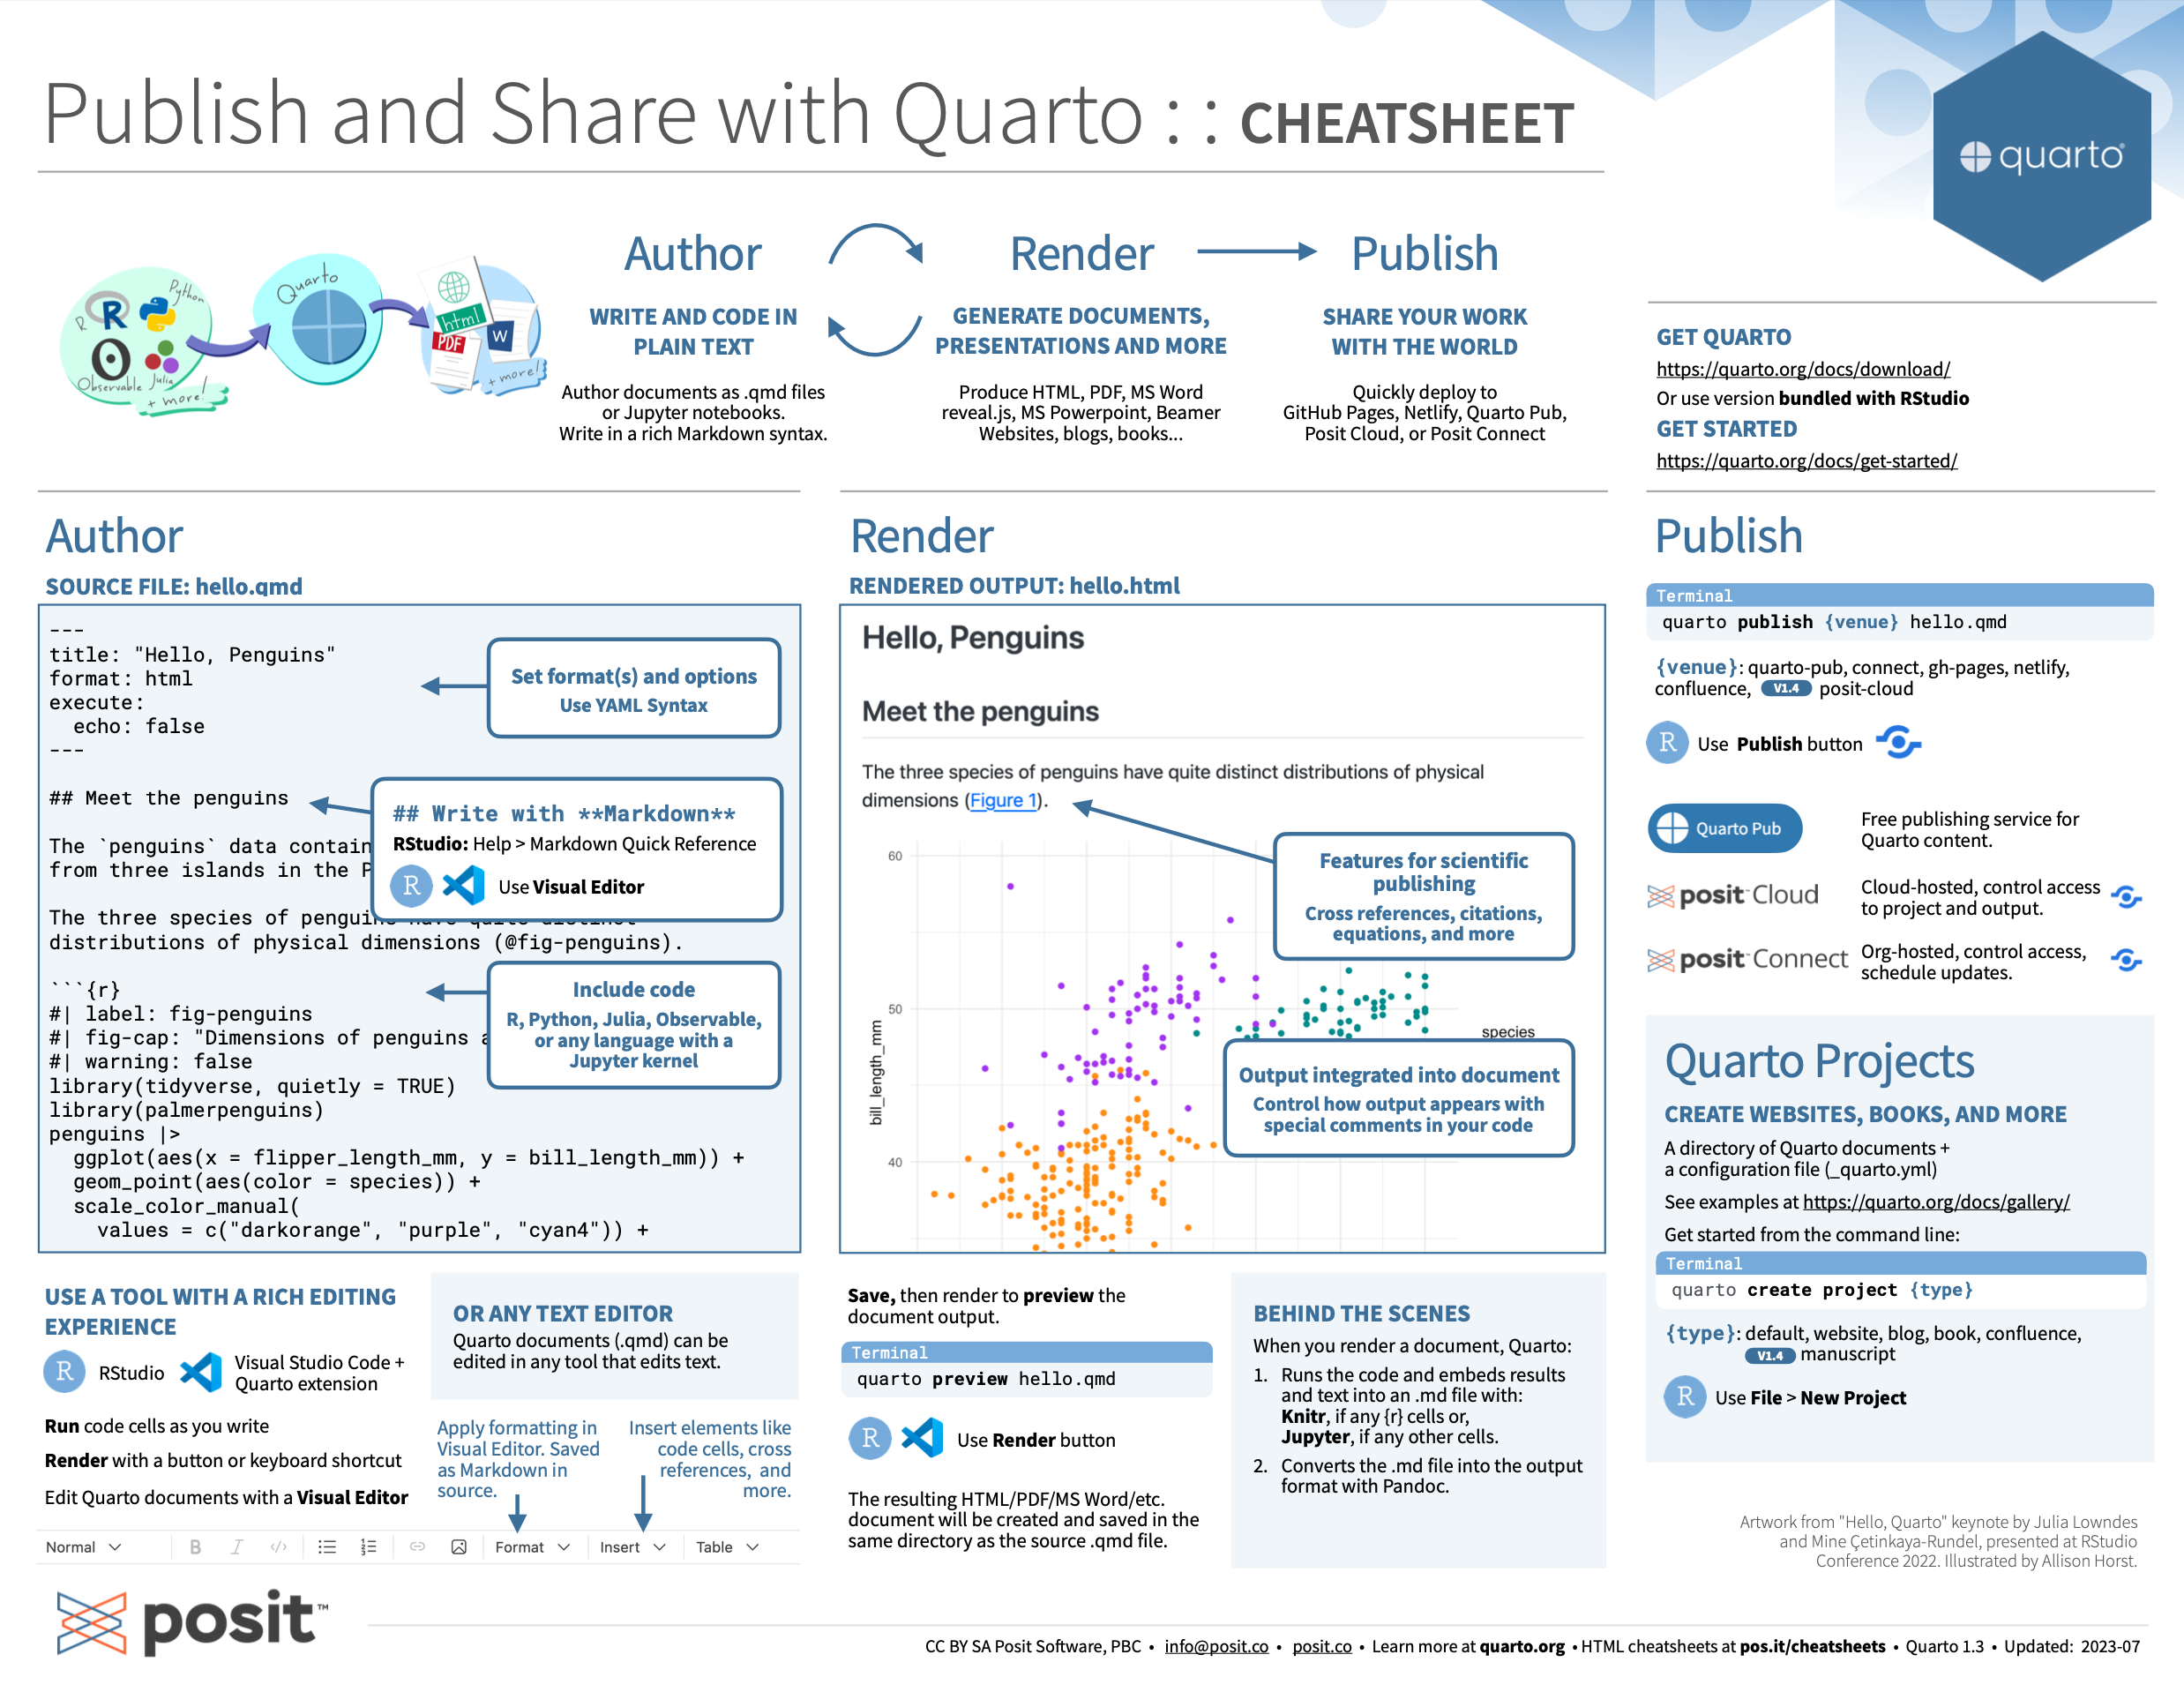 Publish and Share with Quarto : : CHEATSHEET
quarto
R
R
Python
Observable
Julia
+ more!
Quarto
html
PDF
W
+ more!
Author
WRITE AND CODE IN
PLAIN TEXT
Author documents as .qmd files
or Jupyter notebooks.
Write in a rich Markdown syntax.
Render
GENERATE DOCUMENTS,
PRESENTATIONS AND MORE
Produce HTML, PDF, MS Word
reveal.js, MS Powerpoint, Beamer
Websites, blogs, books...
Publish
SHARE YOUR WORK
WITH THE WORLD
Quickly deploy to
GitHub Pages, Netlify, Quarto Pub,
Posit Cloud, or Posit Connect
GET QUARTO
https://quarto.org/docs/download/
Or use version bundled with RStudio
GET STARTED
https://quarto.org/docs/get-started/
Author
SOURCE FILE: hello.qmd
---
title: "Hello, Penguins"
format: html
execute:
  echo: false
---
Set format(s) and options
Use YAML Syntax
## Meet the penguins
## Write with **Markdown**
RStudio: Help > Markdown Quick Reference
R
Use Visual Editor
The `penguins` data contain
from three islands in the P
The three species of penguins have quite distinct
distributions of physical dimensions (@fig-penguins).
```{r}
#| label: fig-penguins
#| fig-cap: "Dimensions of penguins a
#| warning: false
library(tidyverse, quietly = TRUE)
library(palmerpenguins)
penguins |>
  ggplot(aes(x = flipper_length_mm, y = bill_length_mm)) +
  geom_point(aes(color = species)) +
  scale_color_manual(
    values = c("darkorange", "purple", "cyan4")) +
Include code
R, Python, Julia, Observable,
or any language with a
Jupyter kernel
USE A TOOL WITH A RICH EDITING
EXPERIENCE
R
RStudio
Visual Studio Code +
Quarto extension
Run code cells as you write
Render with a button or keyboard shortcut
Edit Quarto documents with a Visual Editor
OR ANY TEXT EDITOR
Quarto documents (.qmd) can be
edited in any tool that edits text.
Apply formatting in
Visual Editor. Saved
as Markdown in
source.
Insert elements like
code cells, cross
references, and
more.
Normal B I </> Format Insert Table
Render
RENDERED OUTPUT: hello.html
Hello, Penguins
Meet the penguins
The three species of penguins have quite distinct distributions of physical
dimensions (Figure 1).
Features for scientific
publishing
Cross references, citations,
equations, and more
60
50
40
bill_length_mm
species
Output integrated into document
Control how output appears with
special comments in your code
Save, then render to preview the
document output.
Terminal
quarto preview hello.qmd
R
Use Render button
The resulting HTML/PDF/MS Word/etc.
document will be created and saved in the
same directory as the source .qmd file.
BEHIND THE SCENES
When you render a document, Quarto:
1. Runs the code and embeds results
and text into an .md file with:
Knitr, if any {r} cells or,
Jupyter, if any other cells.
2. Converts the .md file into the output
format with Pandoc.
Publish
Terminal
quarto publish {venue} hello.qmd
{venue}: quarto-pub, connect, gh-pages, netlify,
confluence, V1.4 posit-cloud
R
Use Publish button
Quarto Pub
Free publishing service for
Quarto content.
posit Cloud
Cloud-hosted, control access
to project and output.
posit Connect
Org-hosted, control access,
schedule updates.
Quarto Projects
CREATE WEBSITES, BOOKS, AND MORE
A directory of Quarto documents +
a configuration file (_quarto.yml)
See examples at https://quarto.org/docs/gallery/
Get started from the command line:
Terminal
quarto create project {type}
{type}: default, website, blog, book, confluence,
V1.4 manuscript
R
Use File > New Project
Artwork from "Hello, Quarto" keynote by Julia Lowndes
and Mine Çetinkaya-Rundel, presented at RStudio
Conference 2022. Illustrated by Allison Horst.
posit™
CC BY SA Posit Software, PBC • info@posit.co • posit.co • Learn more at quarto.org • HTML cheatsheets at pos.it/cheatsheets • Quarto 1.3 • Updated: 2023-07